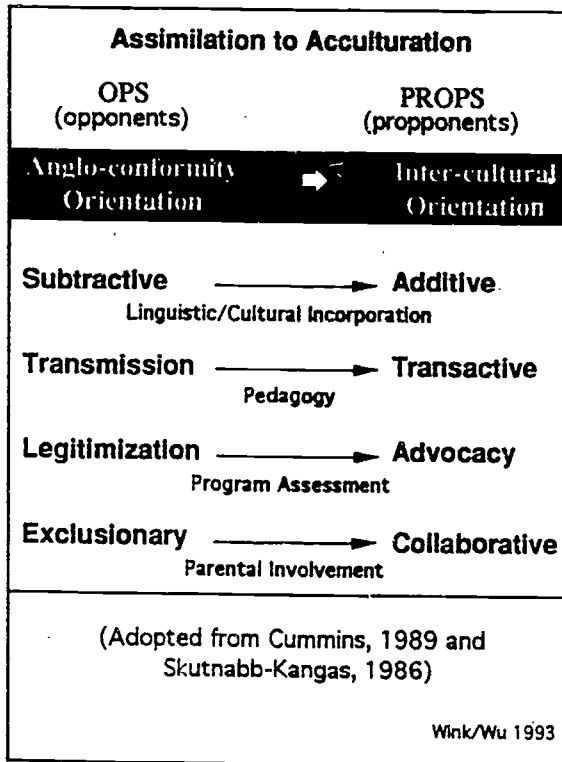 Assimilation to Acculturation
OPS PROPS
(opponents) (propponents)
Anglo-conformity Inter-cultural
Orientation Orientation
Subtractive Additive
Linguistic/Cultural Incorporation
Transmission Transactive
Pedagogy
Legitimization Advocacy
Program Assessment
Exclusionary Collaborative
Parental Involvement
(Adopted from Cummins, 1989 and
Skutnabb-Kangas, 1986)
Wink/Wu 1993